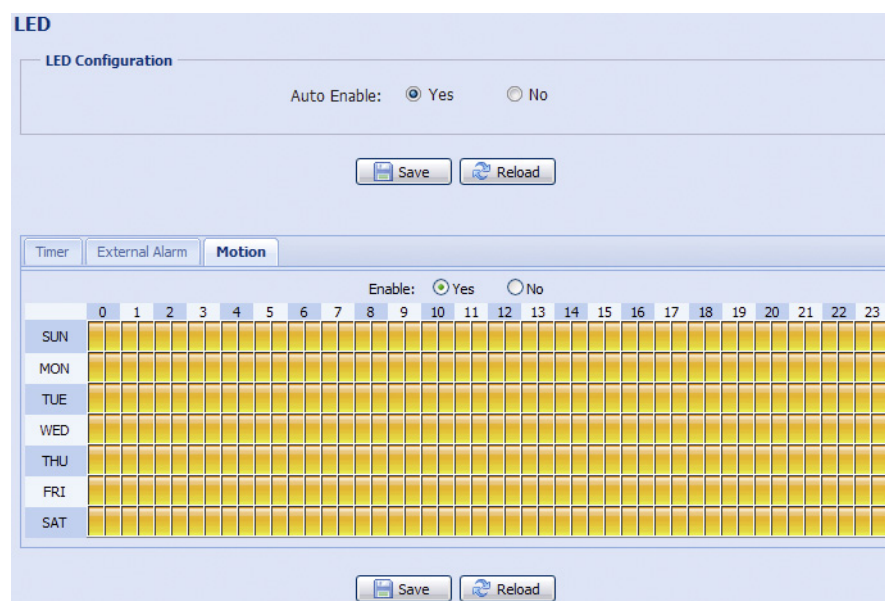 LED
LED Configuration
Auto Enable: Yes No
Save Reload
Timer External Alarm Motion
Enable: Yes No
0 1 2 3 4 5 6 7 8 9 10 11 12 13 14 15 16 17 18 19 20 21 22 23
SUN
MON
TUE
WED
THU
FRI
SAT
Save Reload